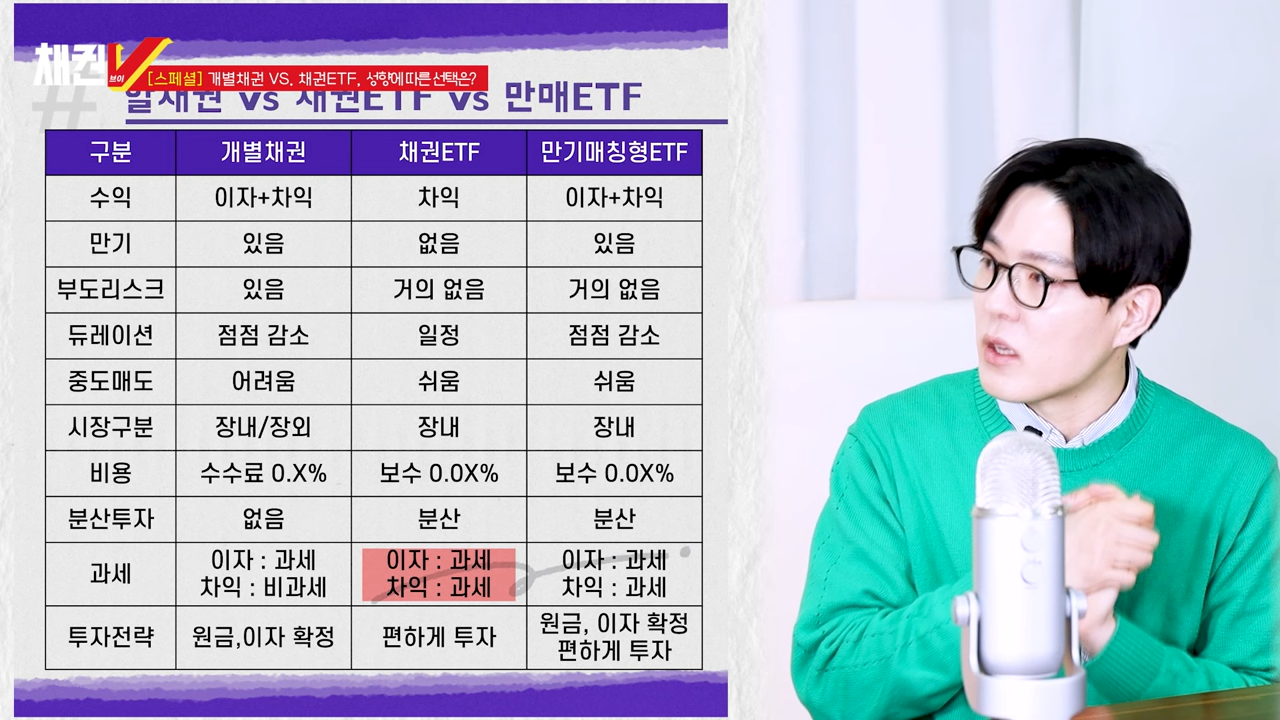 채권V
브이
[스페셜] 개별채권 VS. 채권ETF, 성향에 따른 선택은?
# 알채권 vs 채권ETF vs 만매ETF
구분 개별채권 채권ETF 만기매칭형ETF
수익 이자+차익 차익 이자+차익
만기 있음 없음 있음
부도리스크 있음 거의 없음 거의 없음
듀레이션 점점 감소 일정 점점 감소
중도매도 어려움 쉬움 쉬움
시장구분 장내/장외 장내 장내
비용 수수료 0.X% 보수 0.0X% 보수 0.0X%
분산투자 없음 분산 분산
과세 이자 : 과세 이자 : 과세 이자 : 과세
차익 : 비과세 차익 : 과세 차익 : 과세
투자전략 원금,이자 확정 편하게 투자 원금, 이자 확정
편하게 투자